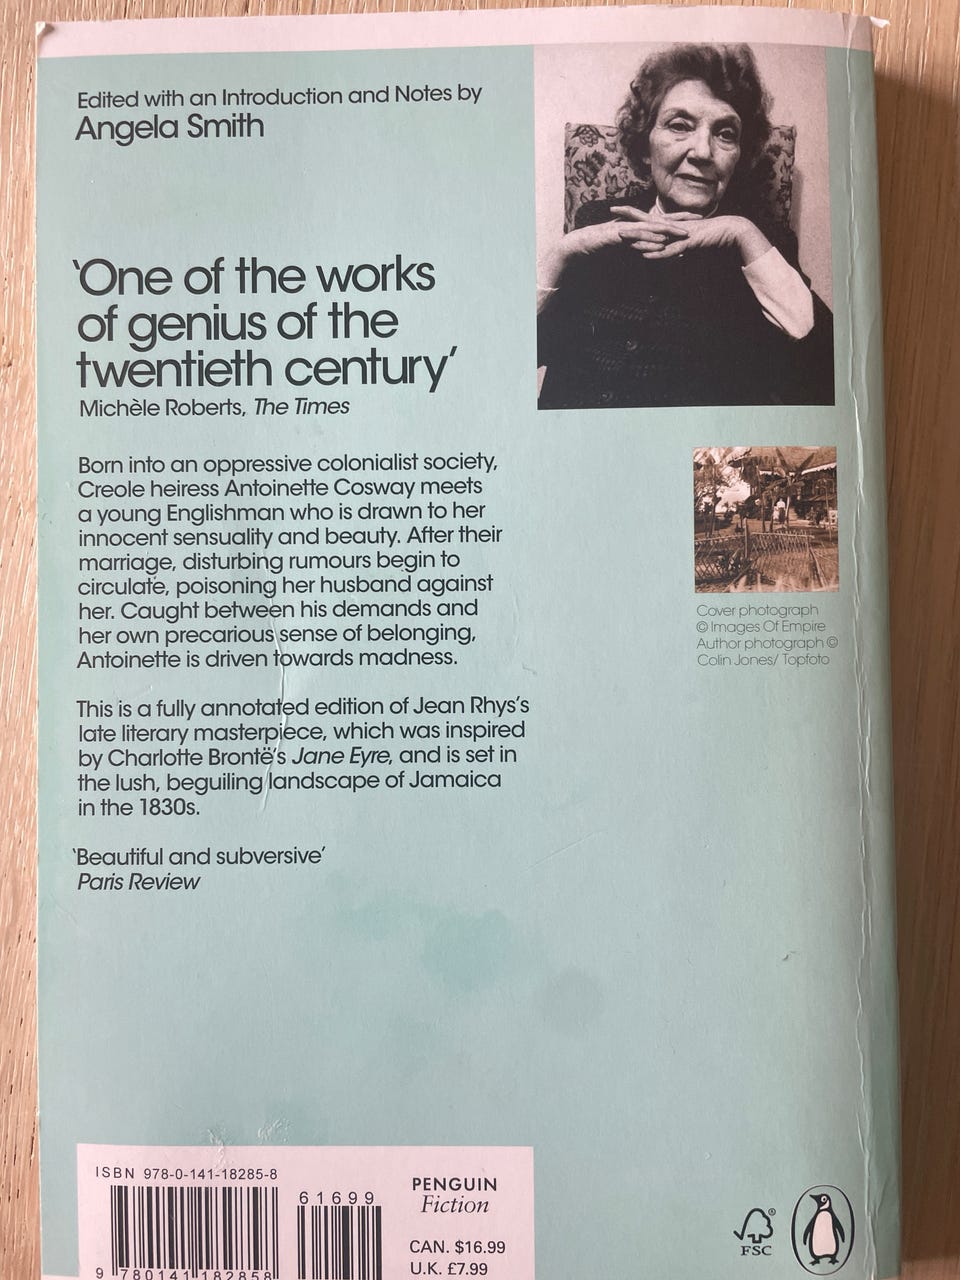 Edited with an Introduction and Notes by
Angela Smith
‘One of the works
of genius of the
twentieth century’
Michèle Roberts, The Times
Born into an oppressive colonialist society,
Creole heiress Antoinette Cosway meets
a young Englishman who is drawn to her
innocent sensuality and beauty. After their
marriage, disturbing rumours begin to
circulate, poisoning her husband against
her. Caught between his demands and
her own precarious sense of belonging,
Antoinette is driven towards madness.
This is a fully annotated edition of Jean Rhys’s
late literary masterpiece, which was inspired
by Charlotte Brontë’s Jane Eyre, and is set in
the lush, beguiling landscape of Jamaica
in the 1830s.
‘Beautiful and subversive’
Paris Review
Cover photograph
© Images Of Empire
Author photograph ©
Colin Jones/ Topfoto
ISBN 978-0-141-18285-8
61699
9 780141 182858
PENGUIN
Fiction
CAN. $16.99
U.K. £7.99
FSC
®